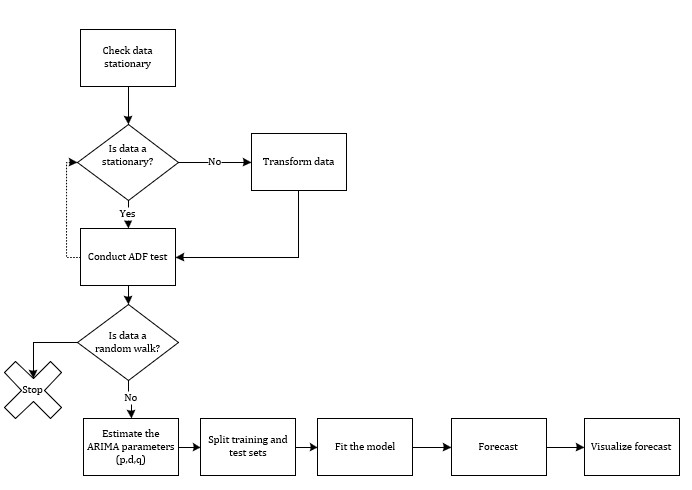 Check data
stationary
Is data a
stationary?
No
Transform data
Yes
Conduct ADF test
Is data a
random walk?
Stop
No
Estimate the
ARIMA parameters
(p,d,q)
Split training and
test sets
Fit the model
Forecast
Visualize forecast